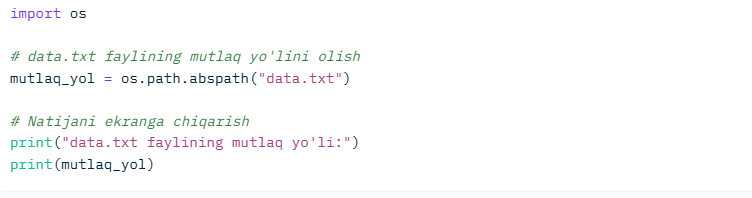 import os
# data.txt faylining mutlaq yo'lini olish
mutlaq_yol = os.path.abspath("data.txt")
# Natijani ekranga chiqarish
print("data.txt faylining mutlaq yo'li:")
print(mutlaq_yol)